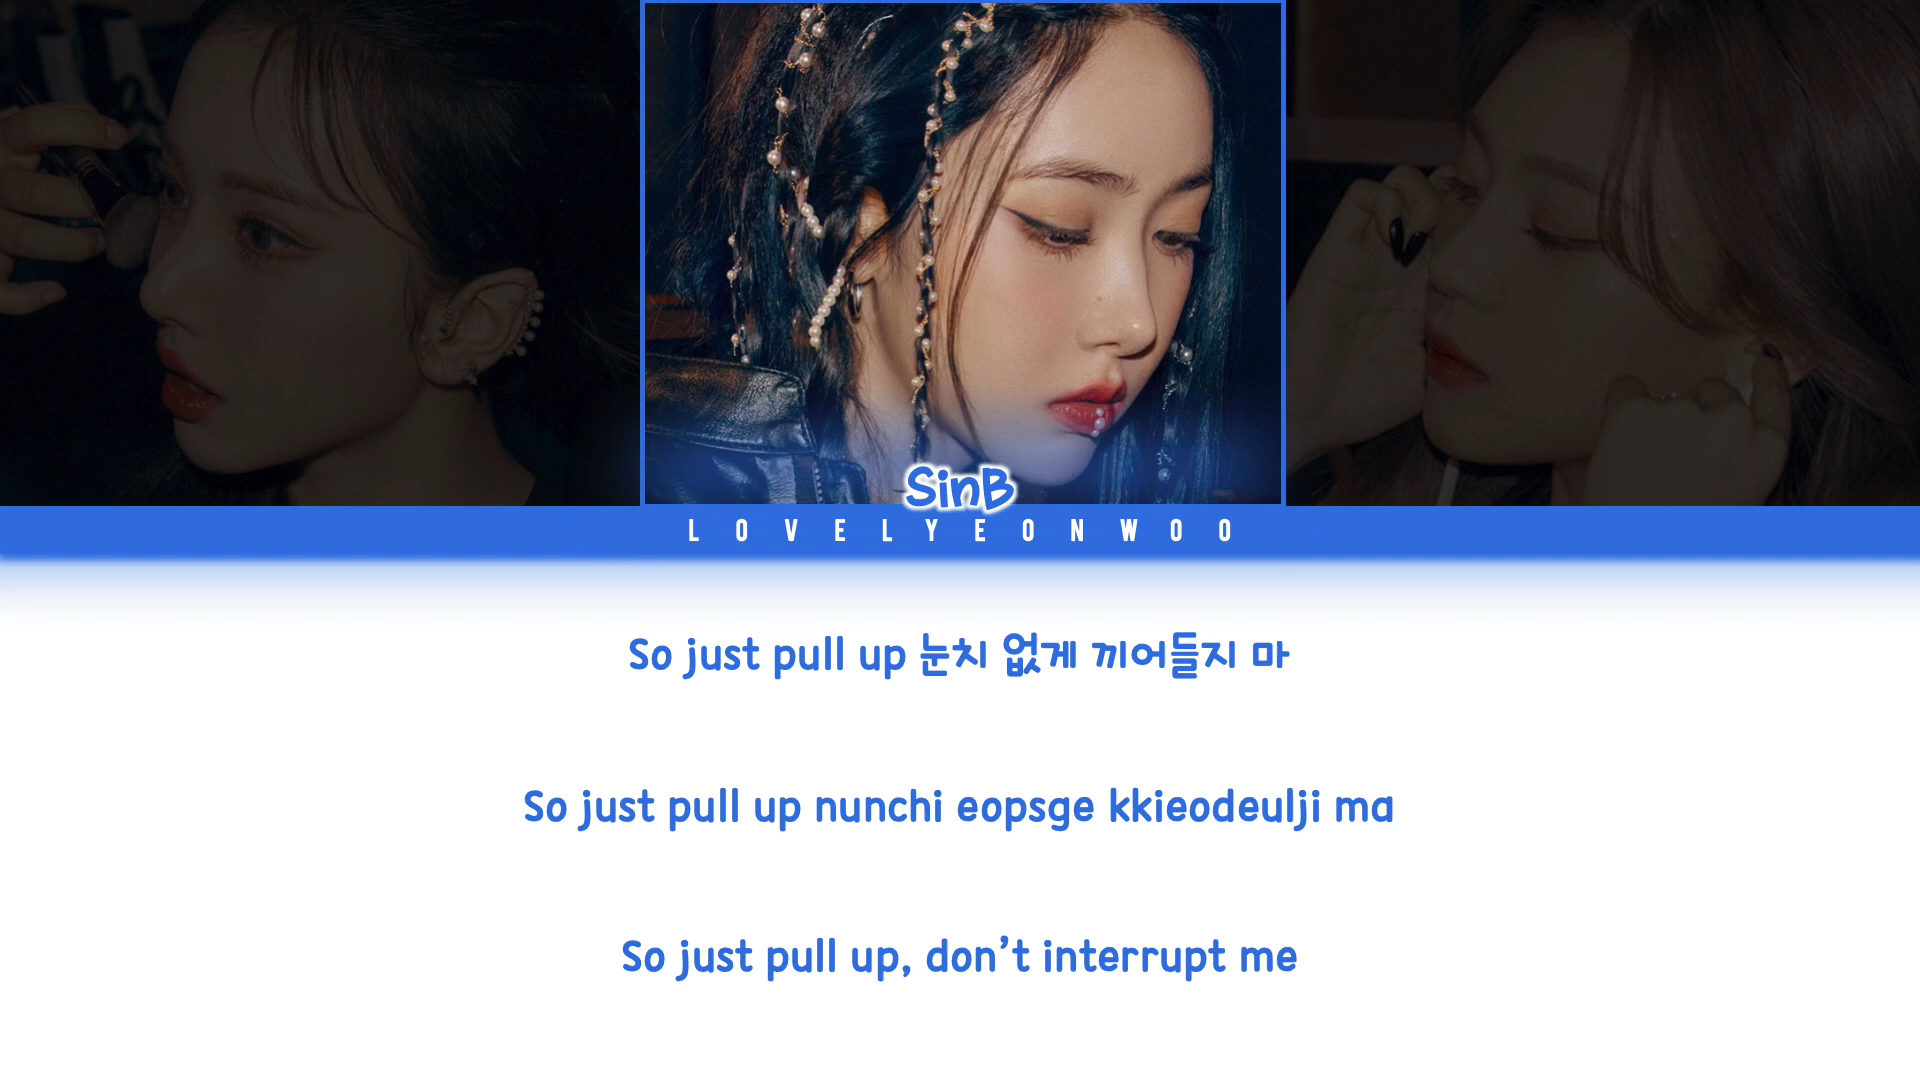 SinB
LOVELYEONWOO
So just pull up 눈치 없게 끼어들지 마
So just pull up nunchi eopsge kkieodeulji ma
So just pull up, don’t interrupt me